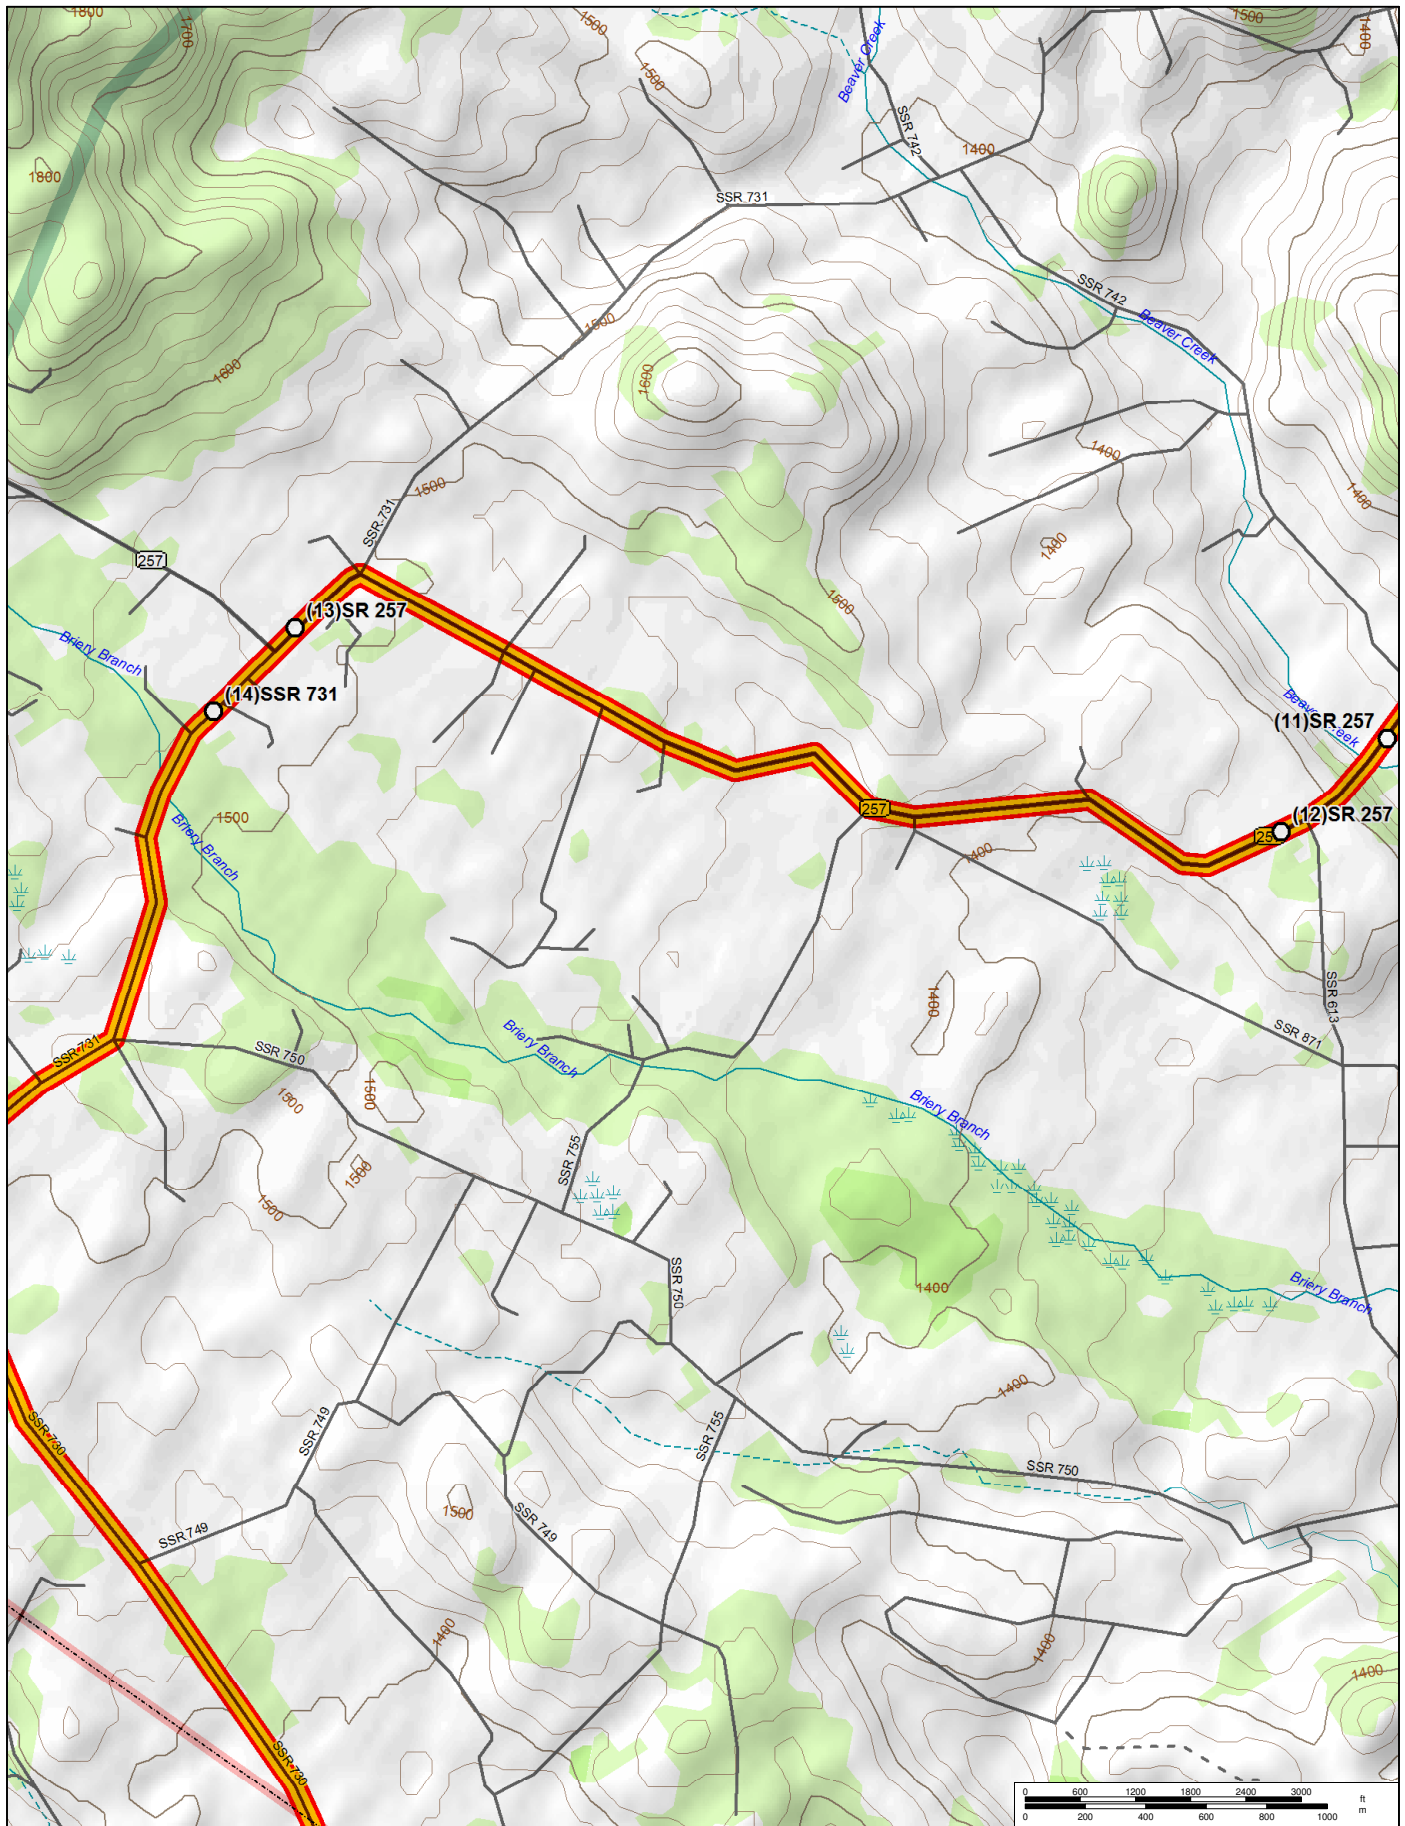 1800
1700
1500
Beaver Creek
1500
1400
1500
SSR 742
1400
1800
SSR 731
SSR 742
Beaver Creek
1500
1600
1600
1400
1500
1400
SSR 731
1400
257
1500
(13)SR 257
Briery Branch
(14)SSR 731
Beaver Creek
(11)SR 257
257
1500
(12)SR 257
Briery Branch
1400
1400
SSR 613
SSR 871
SSR 731
SSR 750
Briery Branch
1500
1500
Briery Branch
SSR 755
1500
1500
SSR 750
1400
Briery Branch
1400
SSR 730
SSR 749
SSR 755
SSR 750
1500
SSR 749
SSR 749
1400
1400
1400
SSR 730
0 600 1200 1800 2400 3000 ft
0 200 400 600 800 1000 m